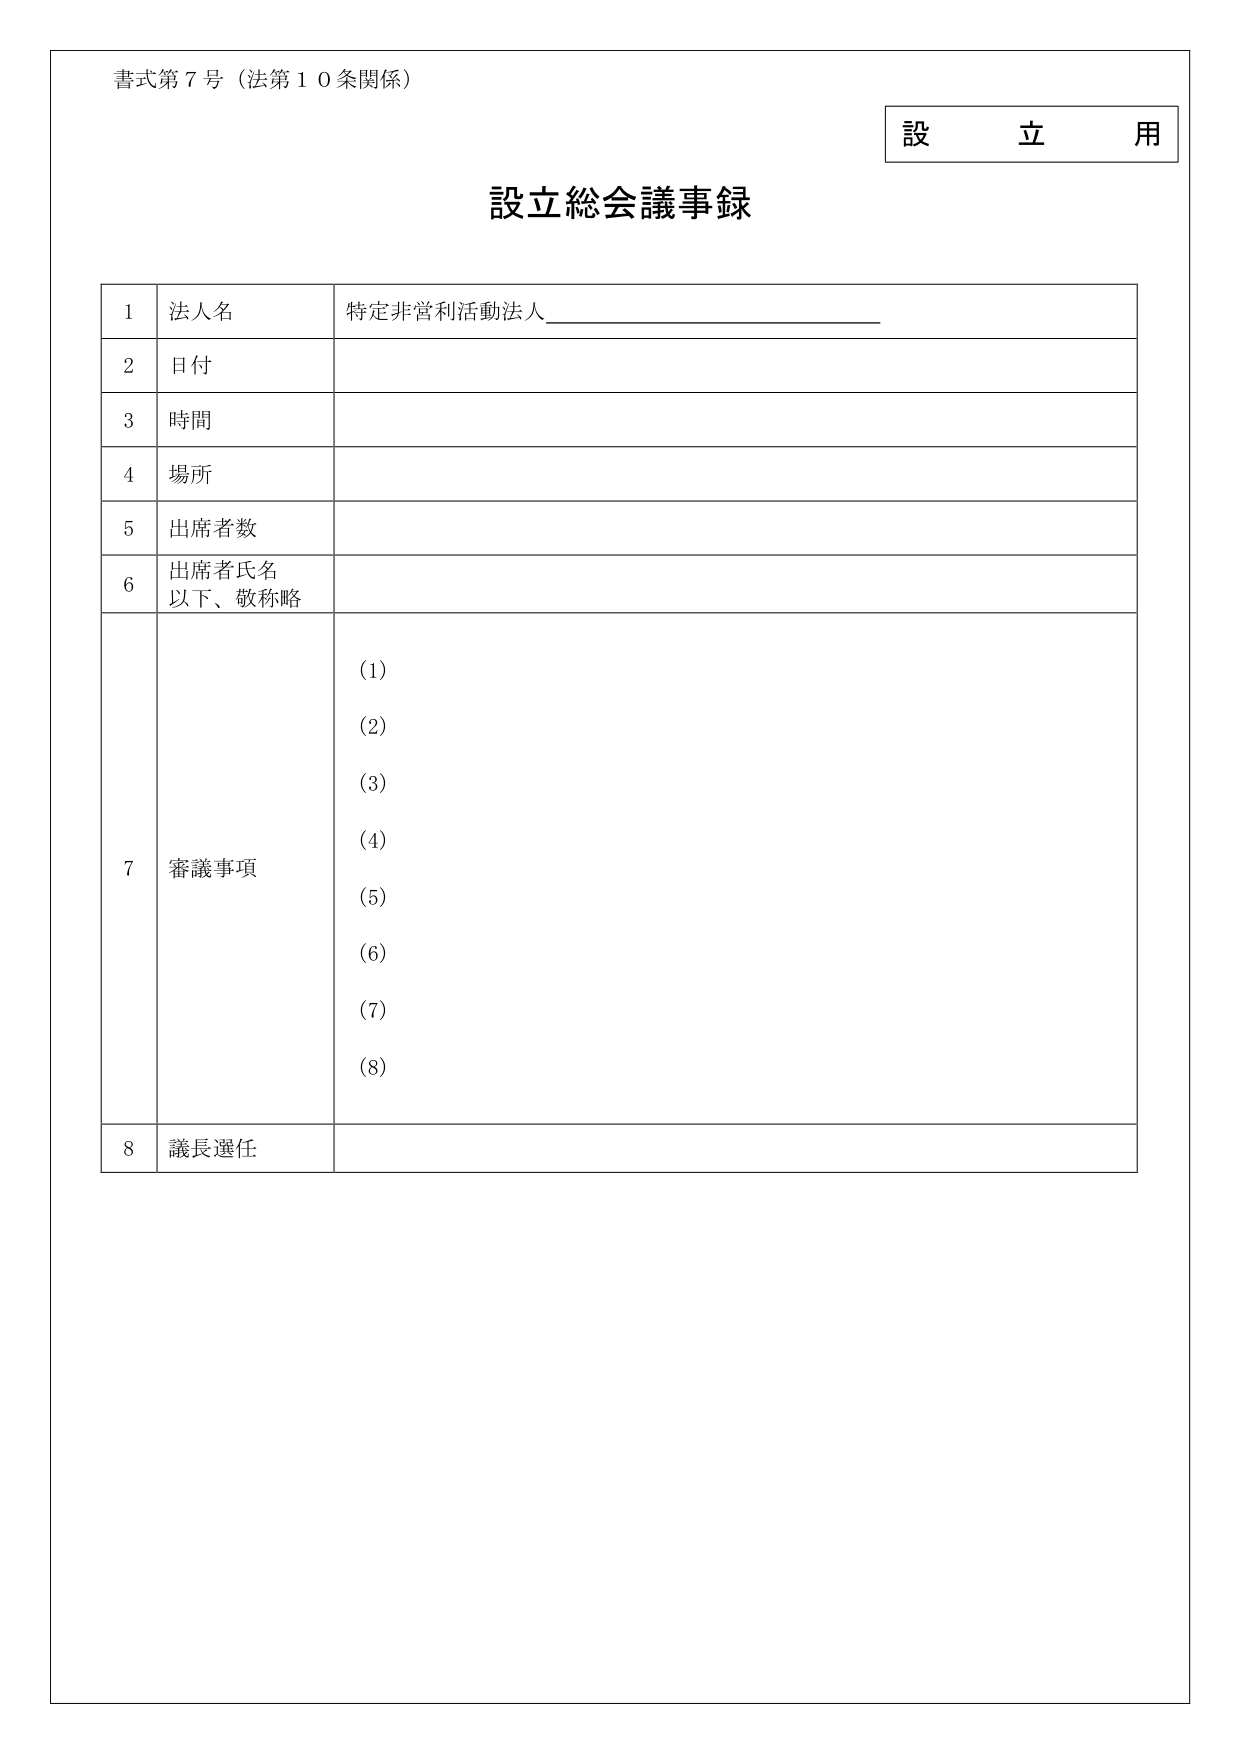 書式第７号（法第１０条関係）
設　立　用
設立総会議事録
1 法人名 特定非営利活動法人
2 日付
3 時間
4 場所
5 出席者数
6 出席者氏名
以下、敬称略
7 審議事項
（1）
（2）
（3）
（4）
（5）
（6）
（7）
（8）
8 議長選任